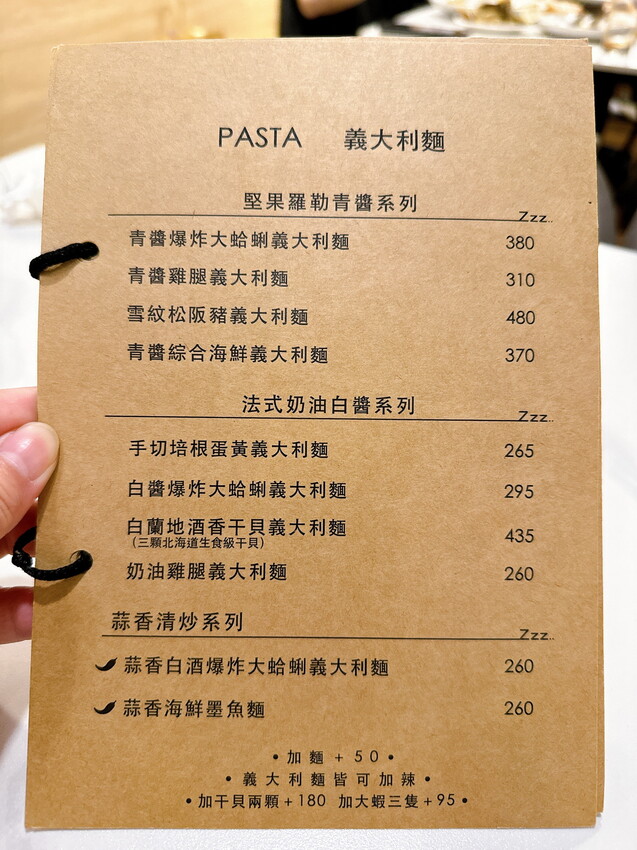 PASTA 義大利麵
堅果羅勒青醬系列
Zzz..
青醬爆炸大蛤蜊義大利麵 380
青醬雞腿義大利麵 310
雪紋松阪豬義大利麵 480
青醬綜合海鮮義大利麵 370
法式奶油白醬系列
Zzz..
手切培根蛋黃義大利麵 265
白醬爆炸大蛤蜊義大利麵 295
白蘭地酒香干貝義大利麵 435
(三顆北海道生食級干貝)
奶油雞腿義大利麵 260
蒜香清炒系列
Zzz..
蒜香白酒爆炸大蛤蜊義大利麵 260
蒜香海鮮墨魚麵 260
•加麵+50•
•義大利麵皆可加辣•
•加干貝兩顆+180 加大蝦三隻+95•